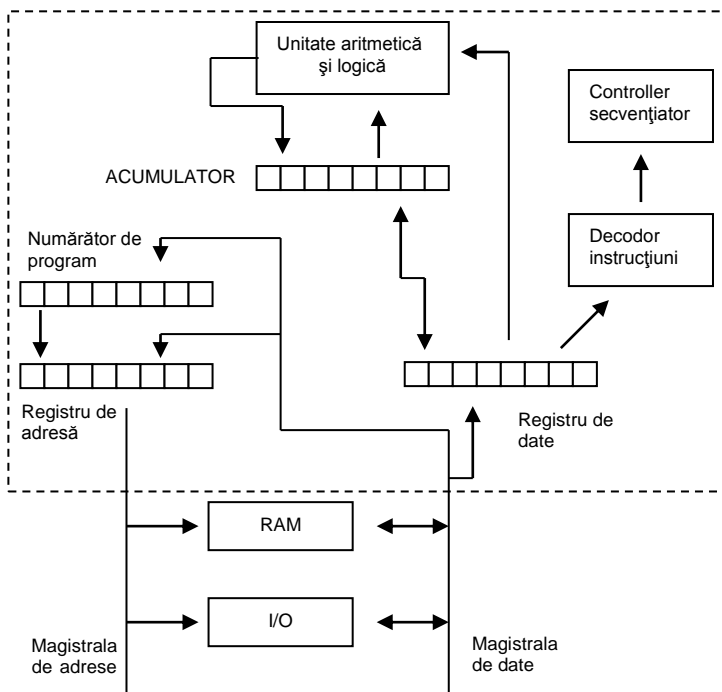 Unitate aritmetică
şi logică
Controller
secvenţiator
ACUMULATOR
Numărător de
program
Decodor
instrucţiuni
Registru de
adresă
Registru de
date
RAM
I/O
Magistrala
de adrese
Magistrala
de date